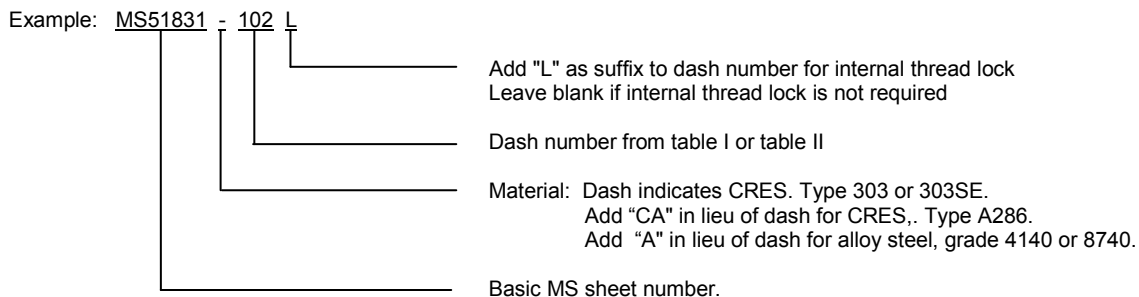 Example: MS51831 - 102 L
Add "L" as suffix to dash number for internal thread lock
Leave blank if internal thread lock is not required
Dash number from table I or table II
Material: Dash indicates CRES. Type 303 or 303SE.
Add “CA" in lieu of dash for CRES,. Type A286.
Add “A" in lieu of dash for alloy steel, grade 4140 or 8740.
Basic MS sheet number.